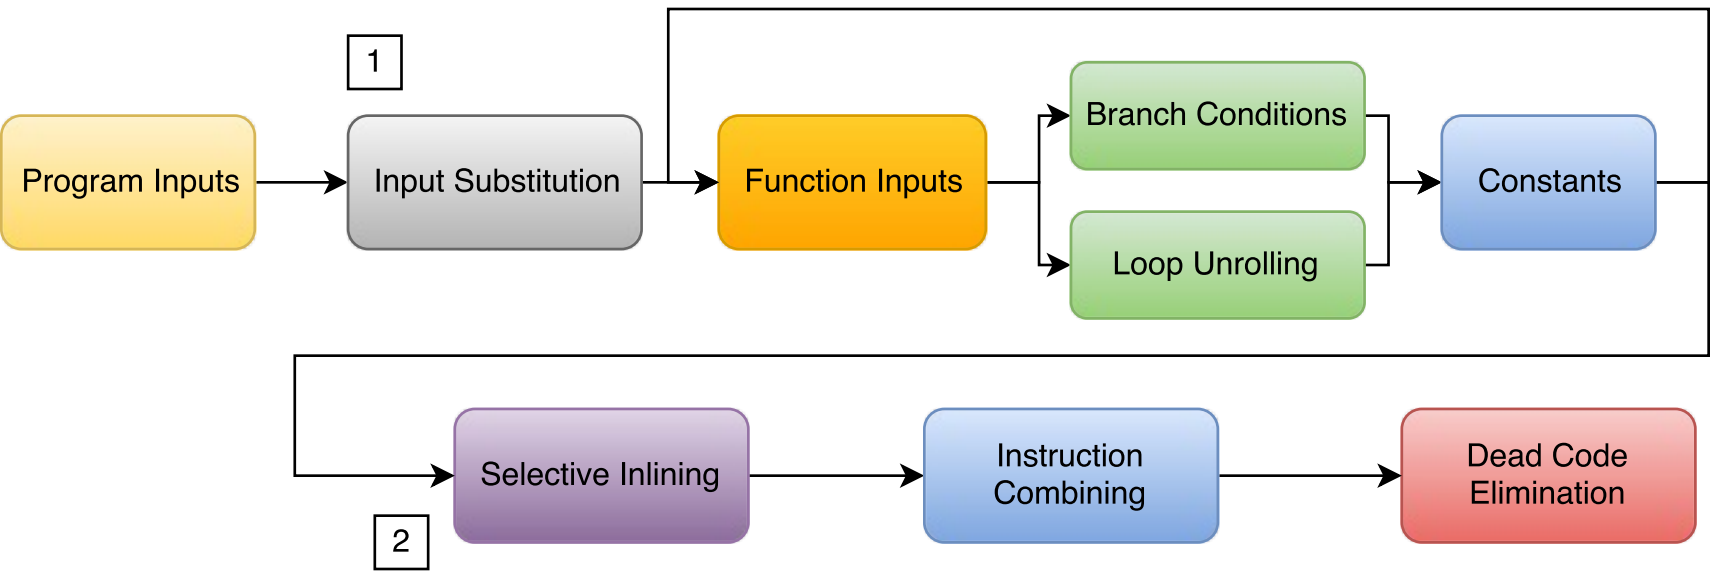 1
Program Inputs
Input Substitution
Function Inputs
Branch Conditions
Loop Unrolling
Constants
Selective Inlining
2
Instruction
Combining
Dead Code
Elimination